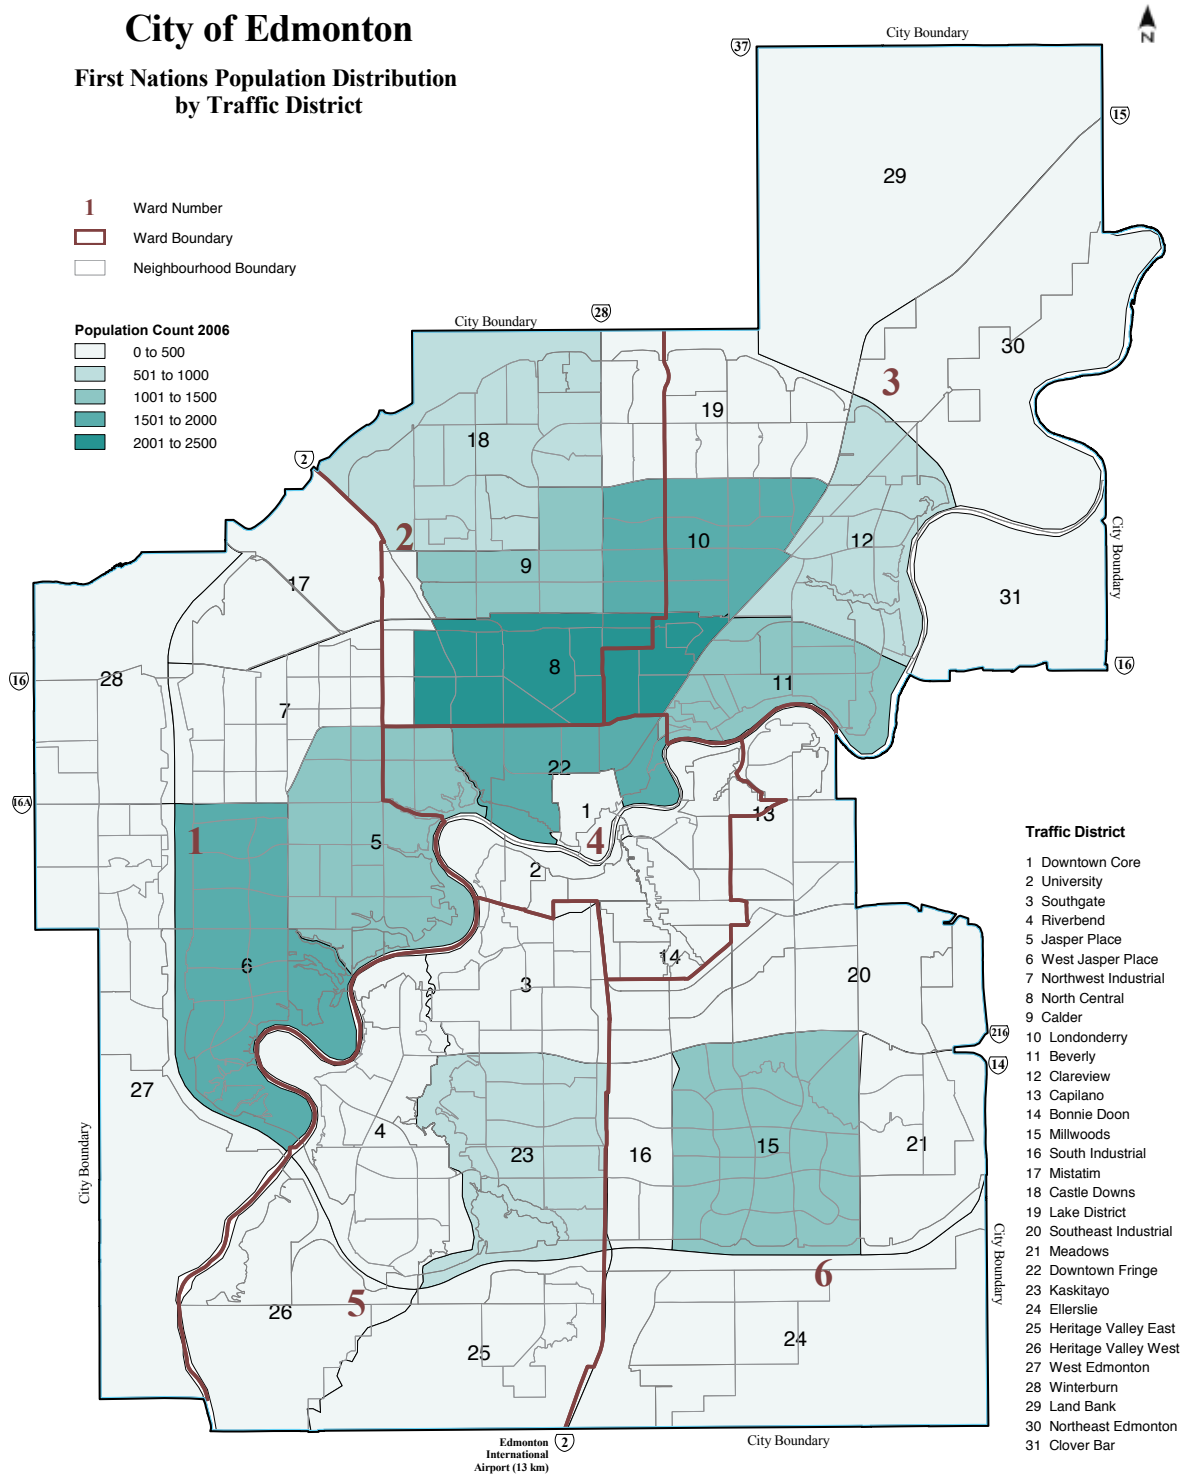 City of Edmonton
First Nations Population Distribution
by Traffic District
N
1 Ward Number
Ward Boundary
Neighbourhood Boundary
Population Count 2006
0 to 500
501 to 1000
1001 to 1500
1501 to 2000
2001 to 2500
City Boundary
37
15
29
28
City Boundary
30
3
19
18
2
2
10
12
9
City Boundary
17
31
8
16
16
28
11
7
22
16A
1
13
1
4
5
2
Traffic District
1 Downtown Core
2 University
3 Southgate
4 Riverbend
5 Jasper Place
6 West Jasper Place
7 Northwest Industrial
8 North Central
9 Calder
10 Londonderry
11 Beverly
12 Clareview
13 Capilano
14 Bonnie Doon
15 Millwoods
16 South Industrial
17 Mistatim
18 Castle Downs
19 Lake District
20 Southeast Industrial
21 Meadows
22 Downtown Fringe
23 Kaskitayo
24 Ellerslie
25 Heritage Valley East
26 Heritage Valley West
27 West Edmonton
28 Winterburn
29 Land Bank
30 Northeast Edmonton
31 Clover Bar
14
6
20
3
216
14
27
4
15
21
23
16
City Boundary
City Boundary
6
5
26
24
25
2
City Boundary
Edmonton
International
Airport (13 km)